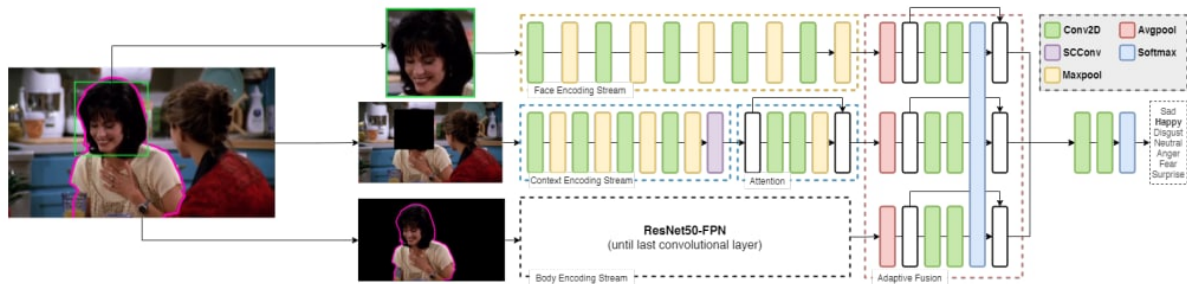 Face Encoding Stream
Context Encoding Stream
Attention
ResNet50-FPN
(until last convolutional layer)
Body Encoding Stream
Adaptive Fusion
Conv2D
SCConv
Maxpool
Avgpool
Softmax
Sad
Happy
Disgust
Neutral
Anger
Fear
Surprise